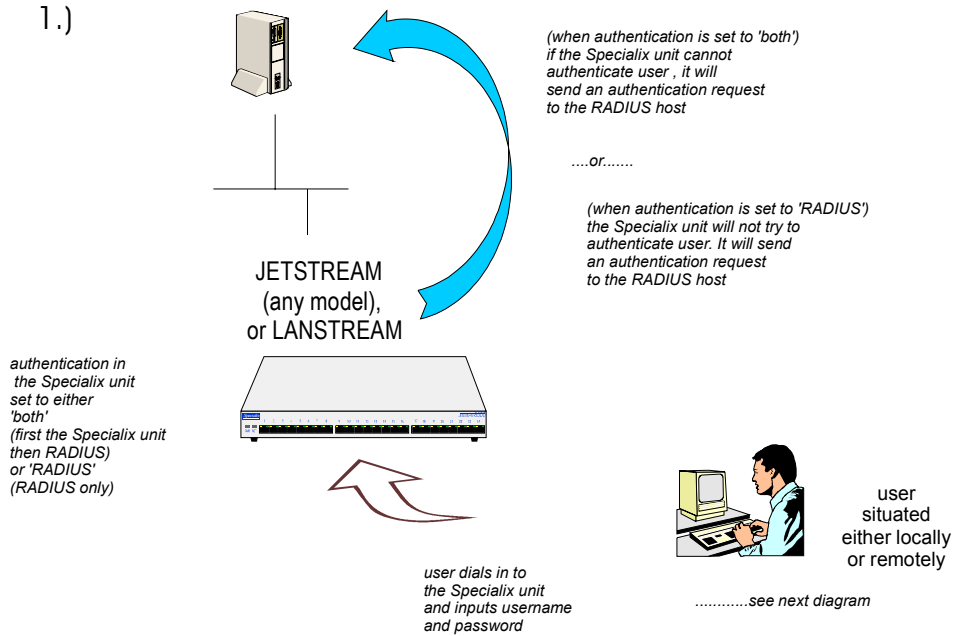 1.)
(when authentication is set to 'both')
if the Specialix unit cannot
authenticate user , it will
send an authentication request
to the RADIUS host
....or.......
(when authentication is set to 'RADIUS')
the Specialix unit will not try to
authenticate user. It will send
an authentication request
to the RADIUS host
JETSTREAM
(any model),
or LANSTREAM
authentication in
the Specialix unit
set to either
'both'
(first the Specialix unit
then RADIUS)
or 'RADIUS'
(RADIUS only)
user
situated
either locally
or remotely
user dials in to
the Specialix unit
and inputs username
and password
............see next diagram